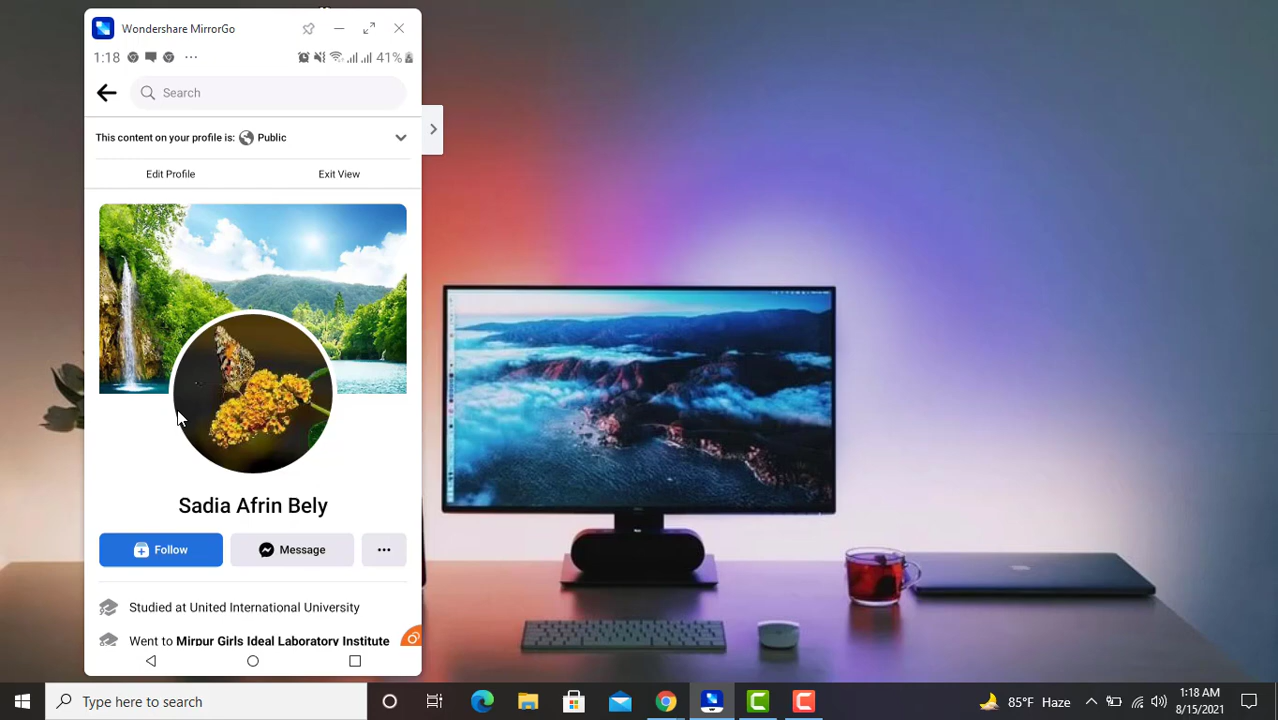 Wondershare MirrorGo
1:18
41%
Search
This content on your profile is: Public
Edit Profile Exit View
Sadia Afrin Bely
Follow Message
Studied at United International University
Went to Mirpur Girls Ideal Laboratory Institute
Type here to search
85°F Haze
1:18 AM
8/15/2021